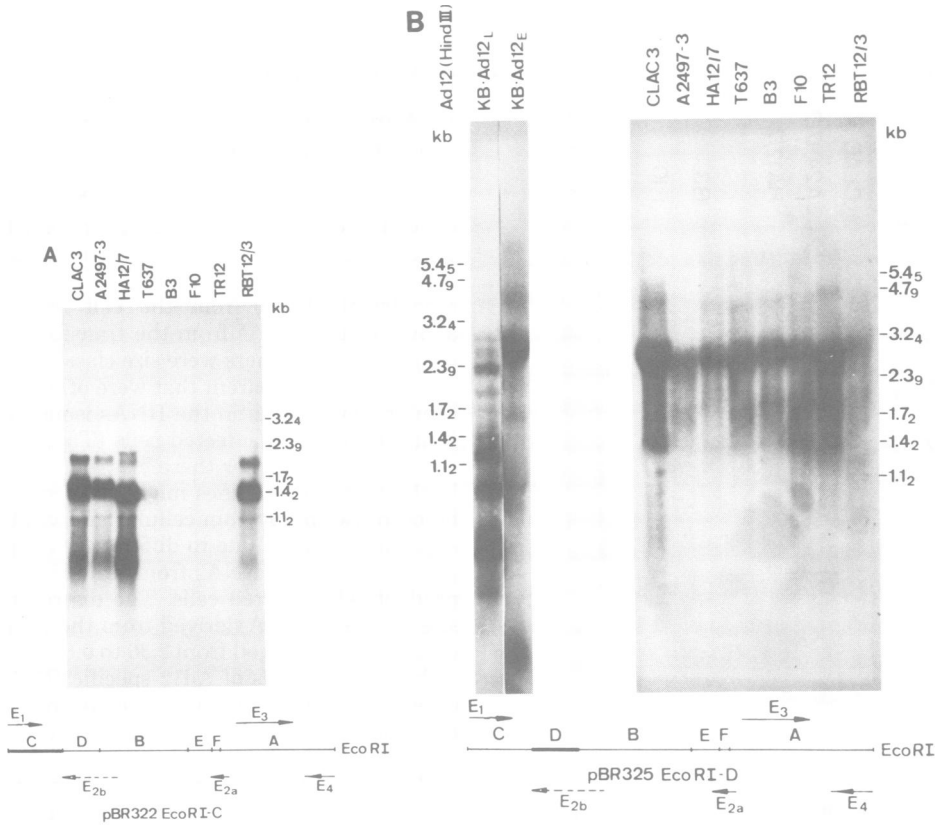 A
CLAC3
A2497-3
HA12/7
T637
B3
F10
TR12
RBT12/3
kb
-3.2₄
-2.3₉
-1.7₂
-1.4₂
-1.1₂
E₁
E₃
C D B E F A EcoRI
E₂b E₂a E₄
pBR322 EcoRI-C
B
Ad12 (Hind III)
KB·Ad12L
KB·Ad12E
kb
5.4₅-
4.7₉-
3.2₄-
2.3₉-
1.7₂-
1.4₂-
1.1₂-
CLAC3
A2497-3
HA12/7
T637
B3
F10
TR12
RBT12/3
kb
-5.4₅
-4.7₉
-3.2₄
-2.3₉
-1.7₂
-1.4₂
-1.1₂
E₁
E₃
C D B E F A EcoRI
pBR325 EcoRI-D
E₂b E₂a E₄